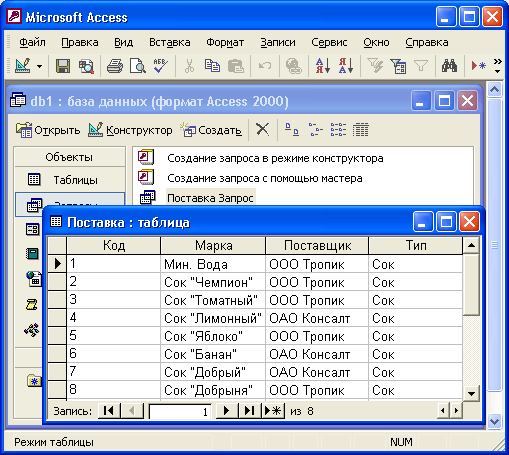 Microsoft Access
Файл Правка Вид Вставка Формат Записи Сервис Окно Справка
db1 : база данных (формат Access 2000)
Открыть Конструктор Создать
Объекты
Таблицы
Запросы
Создание запроса в режиме конструктора
Создание запроса с помощью мастера
Поставка Запрос
Поставка : таблица
Код Марка Поставщик Тип
1 Мин. Вода ООО Тропик Сок
2 Сок "Чемпион" ООО Тропик Сок
3 Сок "Томатный" ООО Тропик Сок
4 Сок "Лимонный" ОАО Консалт Сок
5 Сок "Яблоко" ООО Тропик Сок
6 Сок "Банан" ОАО Консалт Сок
7 Сок "Добрый" ОАО Консалт Сок
8 Сок "Добрыня" ООО Тропик Сок
Запись: 1 из 8
Режим таблицы NUM